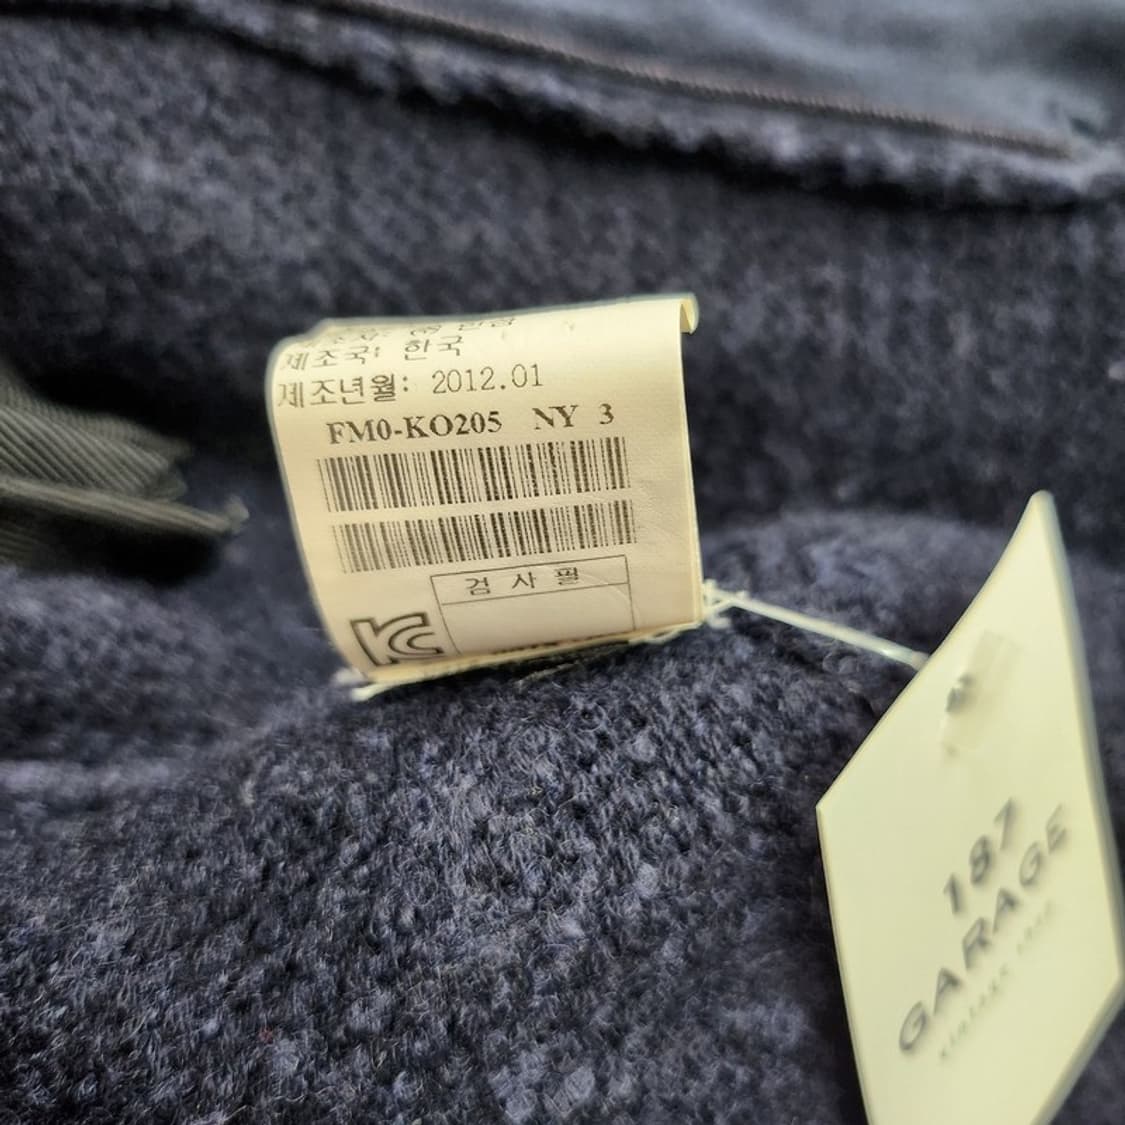 제조국: 한국
제조년월: 2012.01
FM0-KO205 NY 3
검사필
KC
187
GARAGE